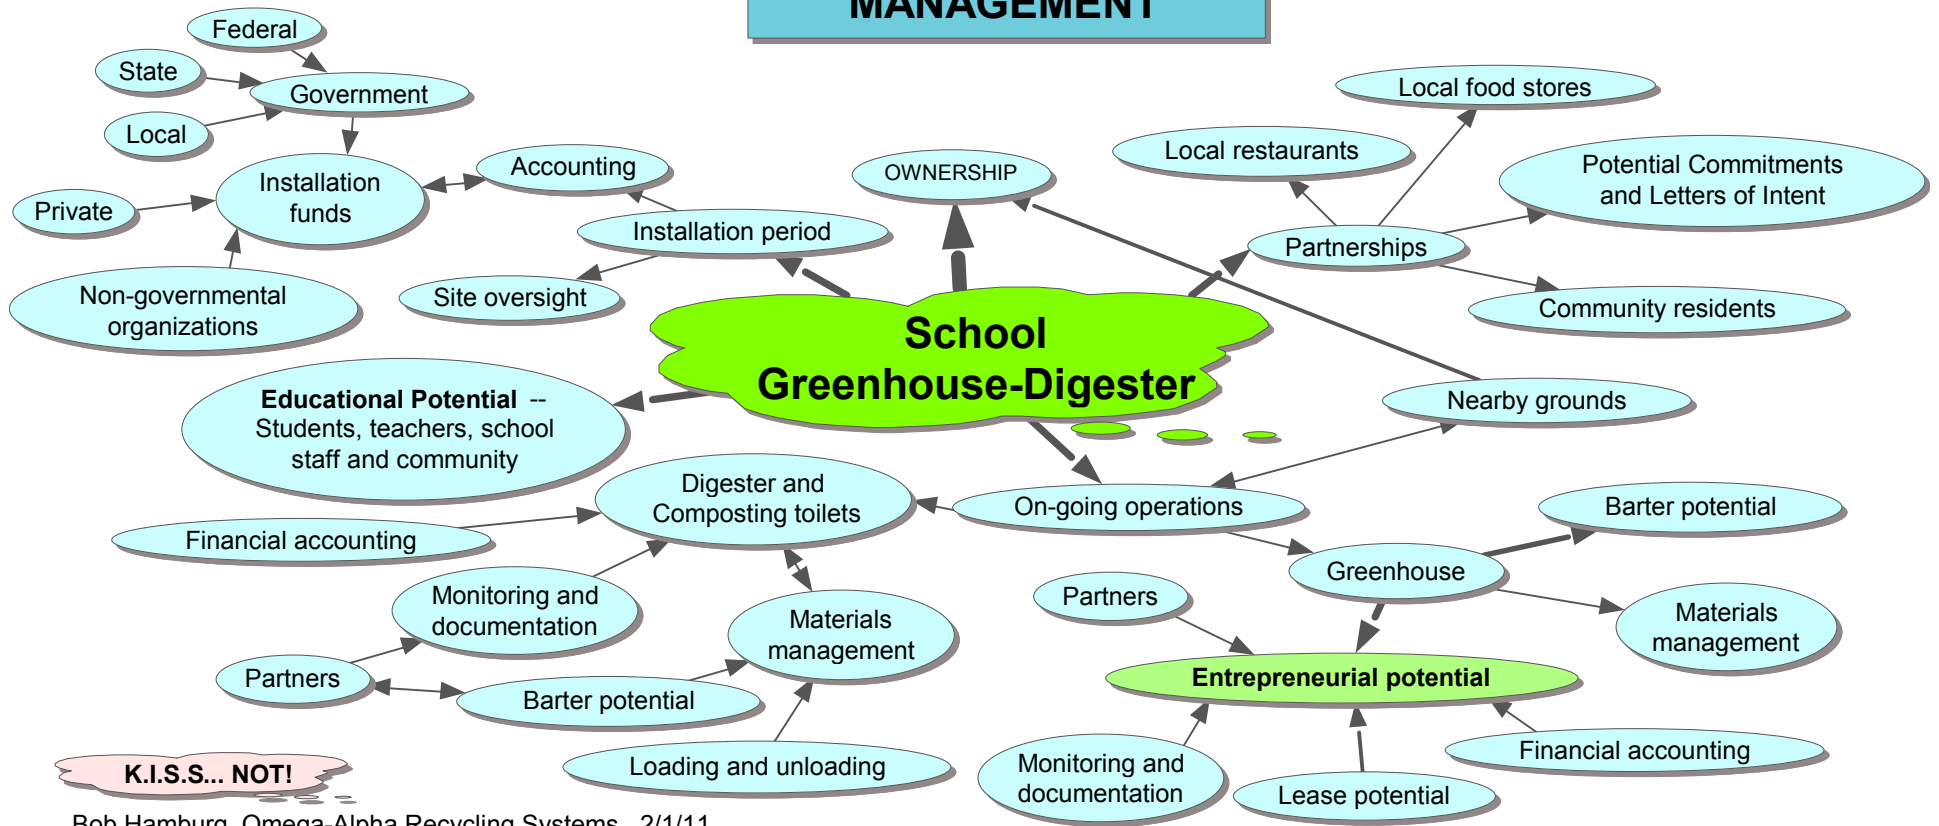 MANAGEMENT
Federal
State
Government
Local
Local food stores
Local restaurants
Potential Commitments
and Letters of Intent
Accounting
OWNERSHIP
Installation
funds
Private
Installation period
Partnerships
Non-governmental
organizations
Site oversight
Community residents
School
Greenhouse-Digester
Educational Potential --
Students, teachers, school
staff and community
Nearby grounds
Digester and
Composting toilets
On-going operations
Barter potential
Financial accounting
Greenhouse
Monitoring and
documentation
Partners
Materials
management
Materials
management
Partners
Barter potential
Entrepreneurial potential
Loading and unloading
Monitoring and
documentation
Lease potential
Financial accounting
K.I.S.S... NOT!
Bob Hamburg, Omega-Alpha Recycling Systems, 2/1/11